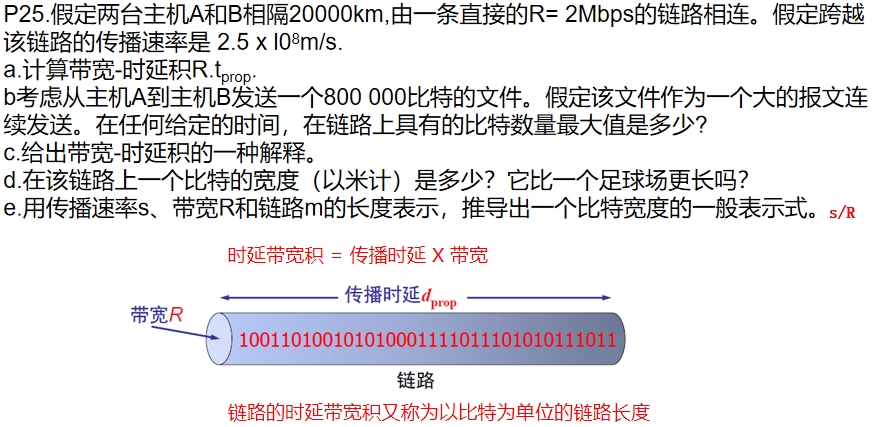 P25.假定两台主机A和B相隔20000km,由一条直接的R= 2Mbps的链路相连。假定跨越
该链路的传播速率是 2.5 x l0⁸m/s.
a.计算带宽-时延积R.tprop.
b考虑从主机A到主机B发送一个800 000比特的文件。假定该文件作为一个大的报文连
续发送。在任何给定的时间，在链路上具有的比特数量最大值是多少？
c.给出带宽-时延积的一种解释。
d.在该链路上一个比特的宽度（以米计）是多少？它比一个足球场更长吗？
e.用传播速率s、带宽R和链路m的长度表示，推导出一个比特宽度的一般表示式。s/R
时延带宽积 = 传播时延 X 带宽
传播时延dprop
带宽R
100110100101010001111011101010111011
链路
链路的时延带宽积又称为以比特为单位的链路长度